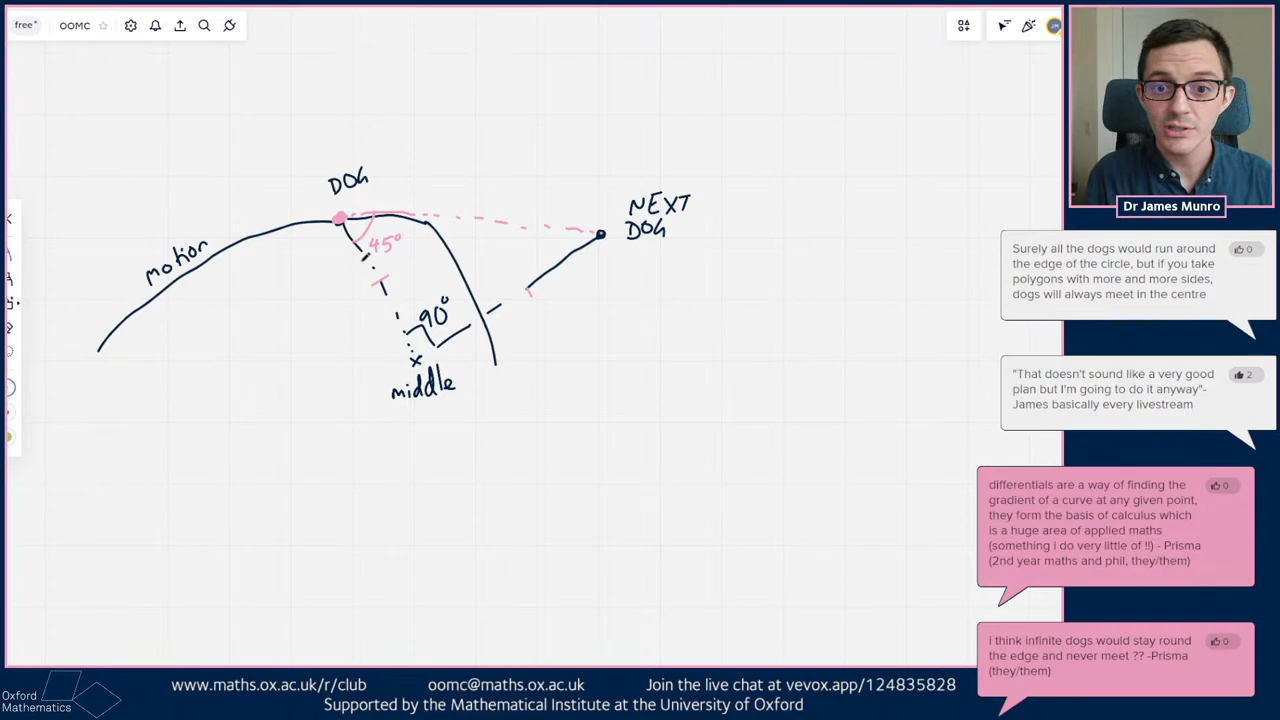 free
OOMC
DOG
NEXT
DOG
motion
45°
90°
middle
Dr James Munro
Surely all the dogs would run around
the edge of the circle, but if you take
polygons with more and more sides,
dogs will always meet in the centre
0
"That doesn't sound like a very good
plan but I'm going to do it anyway"-
James basically every livestream
2
differentials are a way of finding the
gradient of a curve at any given point,
they form the basis of calculus which
is a huge area of applied maths
(something i do very little of !!) - Prisma
(2nd year maths and phil, they/them)
0
i think infinite dogs would stay round
the edge and never meet ?? -Prisma
(they/them)
0
Oxford
Mathematics
www.maths.ox.ac.uk/r/club oomc@maths.ox.ac.uk Join the live chat at vevox.app/124835828
Supported by the Mathematical Institute at the University of Oxford